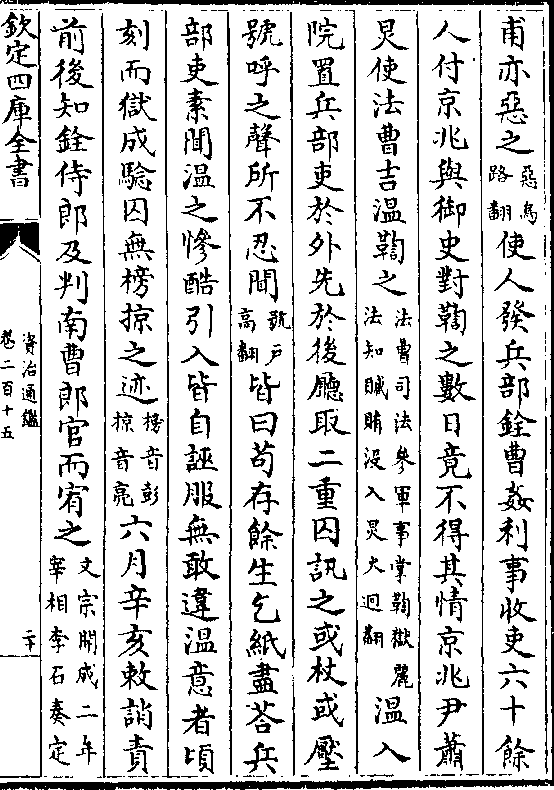 甫亦惡之惡烏路翻使人發兵部銓曹姦利事收吏六十餘
人付京兆與御史對鞫之數日竟不得其情京兆尹蕭
炅使法曹吉溫鞫之法曹司法參軍事掌鞫獄麗法知贓賄没入炅火迥翻溫入
院置兵部吏於外先於後廳取二重囚訊之或杖或壓
號呼之聲所不忍聞號戶高翻皆曰苟存餘生乞紙盡荅兵
部吏素聞溫之慘酷引入皆自誣服無敢違溫意者頃
刻而獄成驗囚無榜掠之迹榜音彭掠音亮六月辛亥敕誚責
前後知銓侍郎及判南曹郎官而宥之文宗開成二年宰相李石奏定
欽定四庫全書
資治通鑑
卷二百十五
二十